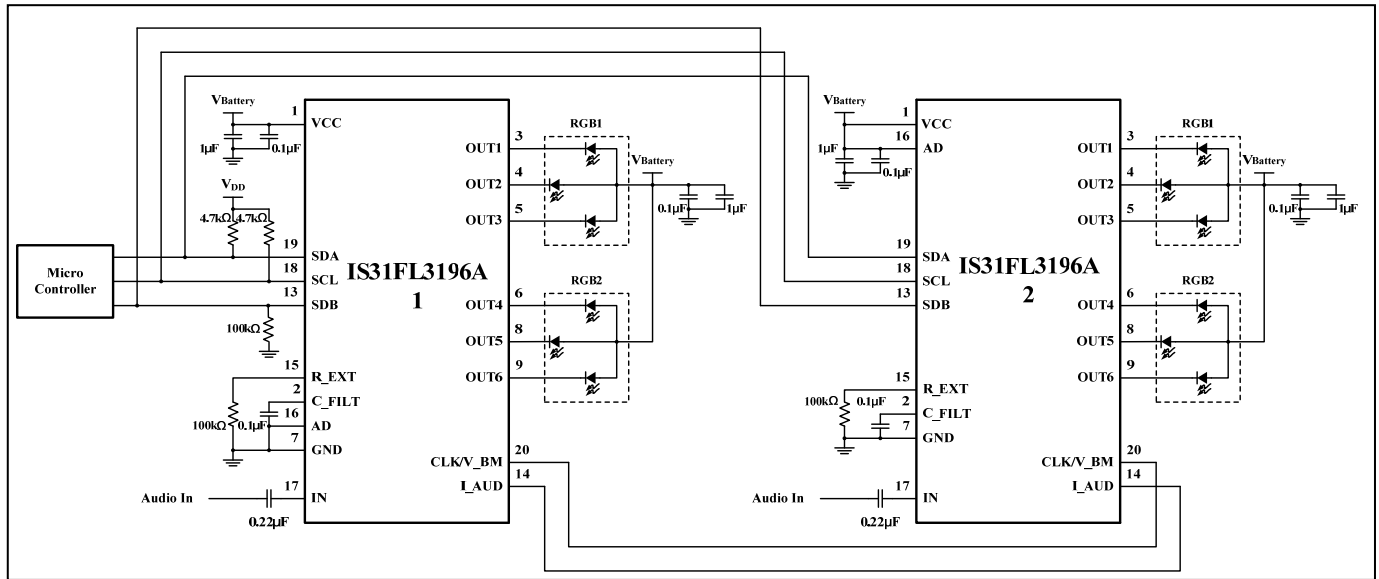 Micro
Controller
VBattery
1
VCC
1µF
0.1µF
VDD
4.7kΩ 4.7kΩ
19
SDA
18
SCL
13
SDB
100kΩ
15
R_EXT
2
C_FILT
100kΩ
0.1µF
16
AD
7
GND
Audio In
17
IN
0.22µF
IS31FL3196A
1
3
OUT1
4
OUT2
5
OUT3
6
OUT4
8
OUT5
9
OUT6
20
CLK/V_BM
14
I_AUD
RGB1
VBattery
0.1µF
1µF
RGB2
VBattery
1
VCC
16
AD
1µF
0.1µF
19
SDA
18
SCL
13
SDB
15
R_EXT
100kΩ
0.1µF
2
C_FILT
7
GND
Audio In
17
IN
0.22µF
IS31FL3196A
2
3
OUT1
4
OUT2
5
OUT3
6
OUT4
8
OUT5
9
OUT6
20
CLK/V_BM
14
I_AUD
RGB1
VBattery
0.1µF
1µF
RGB2